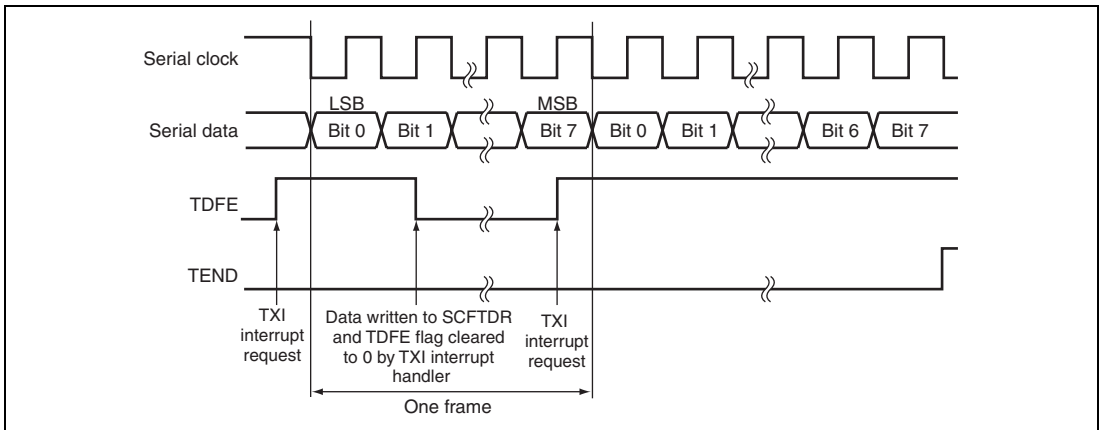 Serial clock
LSB MSB
Serial data Bit 0 Bit 1 Bit 7 Bit 0 Bit 1 Bit 6 Bit 7
TDFE
TEND
TXI
interrupt
request
Data written to SCFTDR
and TDFE flag cleared
to 0 by TXI interrupt
handler
TXI
interrupt
request
One frame